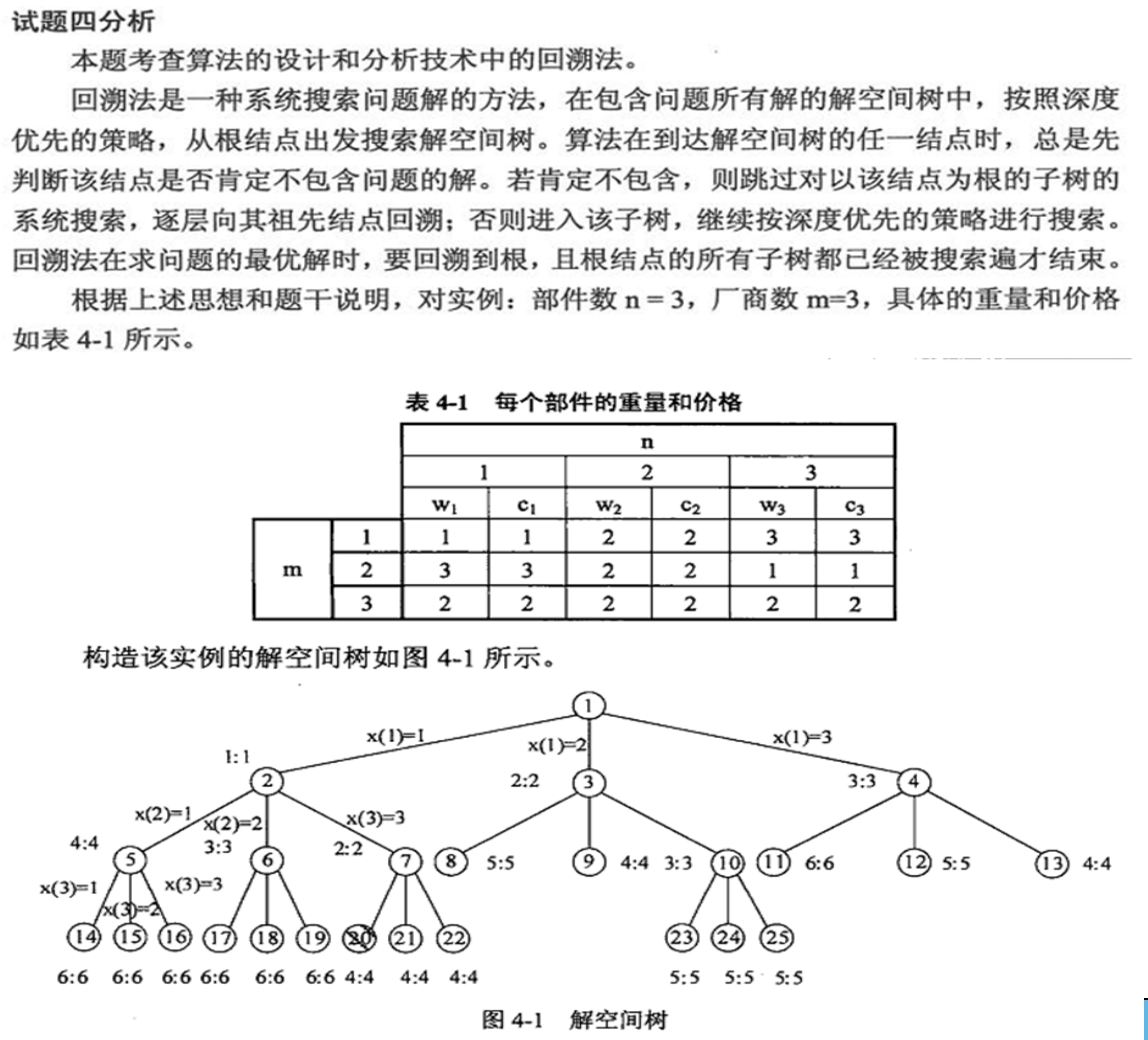 试题四分析
本题考查算法的设计和分析技术中的回溯法。
回溯法是一种系统搜索问题解的方法，在包含问题所有解的解空间树中，按照深度
优先的策略，从根结点出发搜索解空间树。算法在到达解空间树的任一结点时，总是先
判断该结点是否肯定不包含问题的解。若肯定不包含，则跳过对以该结点为根的子树的
系统搜索，逐层向其祖先结点回溯；否则进入该子树，继续按深度优先的策略进行搜索。
回溯法在求问题的最优解时，要回溯到根，且根结点的所有子树都已经被搜索遍才结束。
根据上述思想和题干说明，对实例：部件数 n = 3，厂商数 m=3，具体的重量和价格
如表 4-1 所示。
表 4-1 每个部件的重量和价格
n
1 2 3
w₁ c₁ w₂ c₂ w₃ c₃
1 1 1 2 2 3 3
m 2 3 3 2 2 1 1
3 2 2 2 2 2 2
构造该实例的解空间树如图 4-1 所示。
1
x(1)=1 x(1)=2 x(1)=3
1:1 2 2:2 3 3:3 4
x(2)=1 x(2)=2 x(3)=3
4:4 5 3:3 6 2:2 7 8 5:5 9 4:4 3:3 10 11 6:6 12 5:5 13 4:4
x(3)=1 x(3)=2 x(3)=3
14 15 16 17 18 19 20 21 22 23 24 25
6:6 6:6 6:6 6:6 6:6 6:6 4:4 4:4 4:4 5:5 5:5 5:5
图 4-1 解空间树